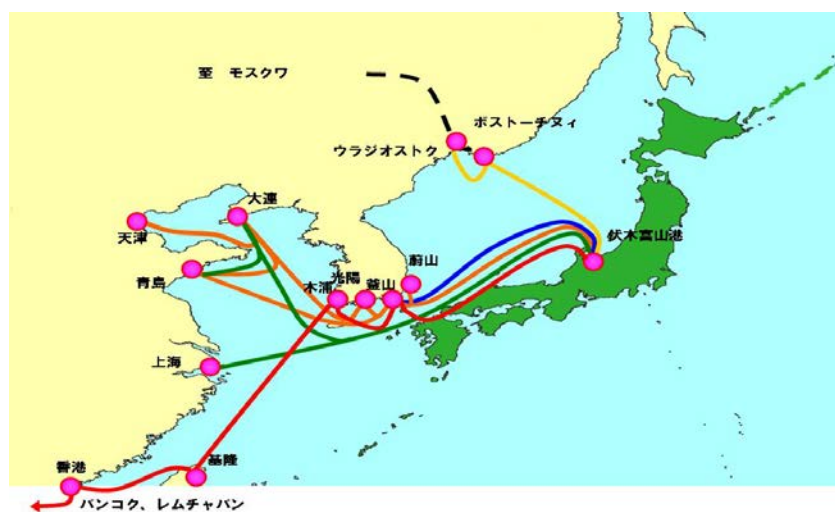 至 モスクワ
ボストーチヌィ
ウラジオストク
大連
天津
伏木富山港
蔚山
青島
光陽
木浦
釜山
上海
基隆
香港
バンコク、レムチャバン